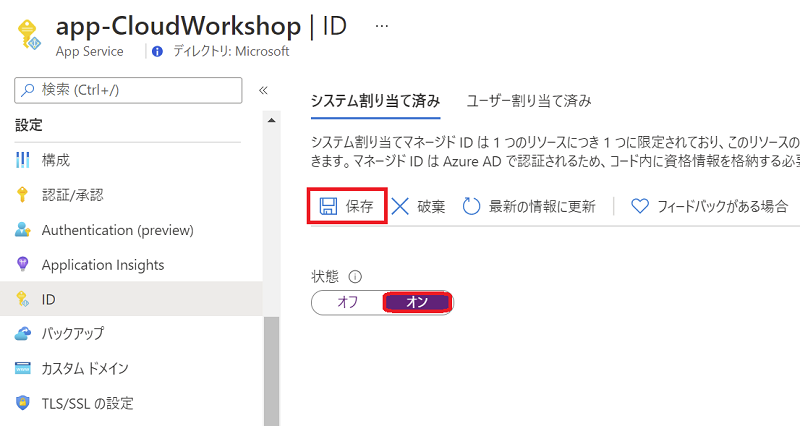 app-CloudWorkshop | ID ...
App Service | ディレクトリ: Microsoft
検索 (Ctrl+/)
設定
構成
認証/承認
Authentication (preview)
Application Insights
ID
バックアップ
カスタム ドメイン
TLS/SSL の設定
システム割り当て済み ユーザー割り当て済み
システム割り当てマネージド ID は 1 つのリソースにつき 1 つに限定されており、このリソースの
きます。マネージド ID は Azure AD で認証されるため、コード内に資格情報を格納する必要
保存 破棄 最新の情報に更新 フィードバックがある場合
状態
オフ オン